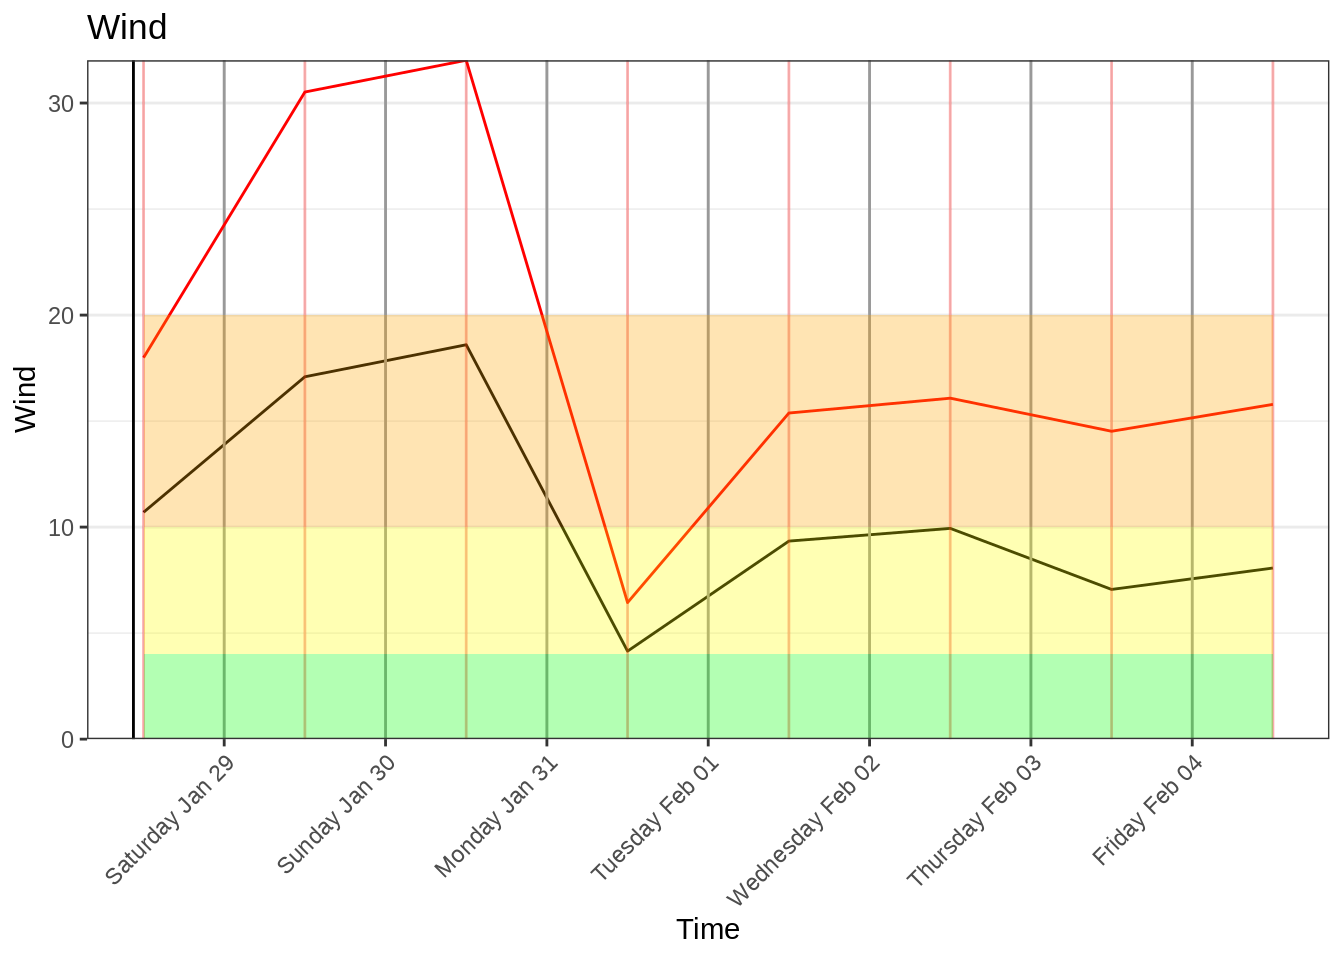 Wind
30
20
10
0
Wind
Saturday Jan 29
Sunday Jan 30
Monday Jan 31
Tuesday Feb 01
Wednesday Feb 02
Thursday Feb 03
Friday Feb 04
Time